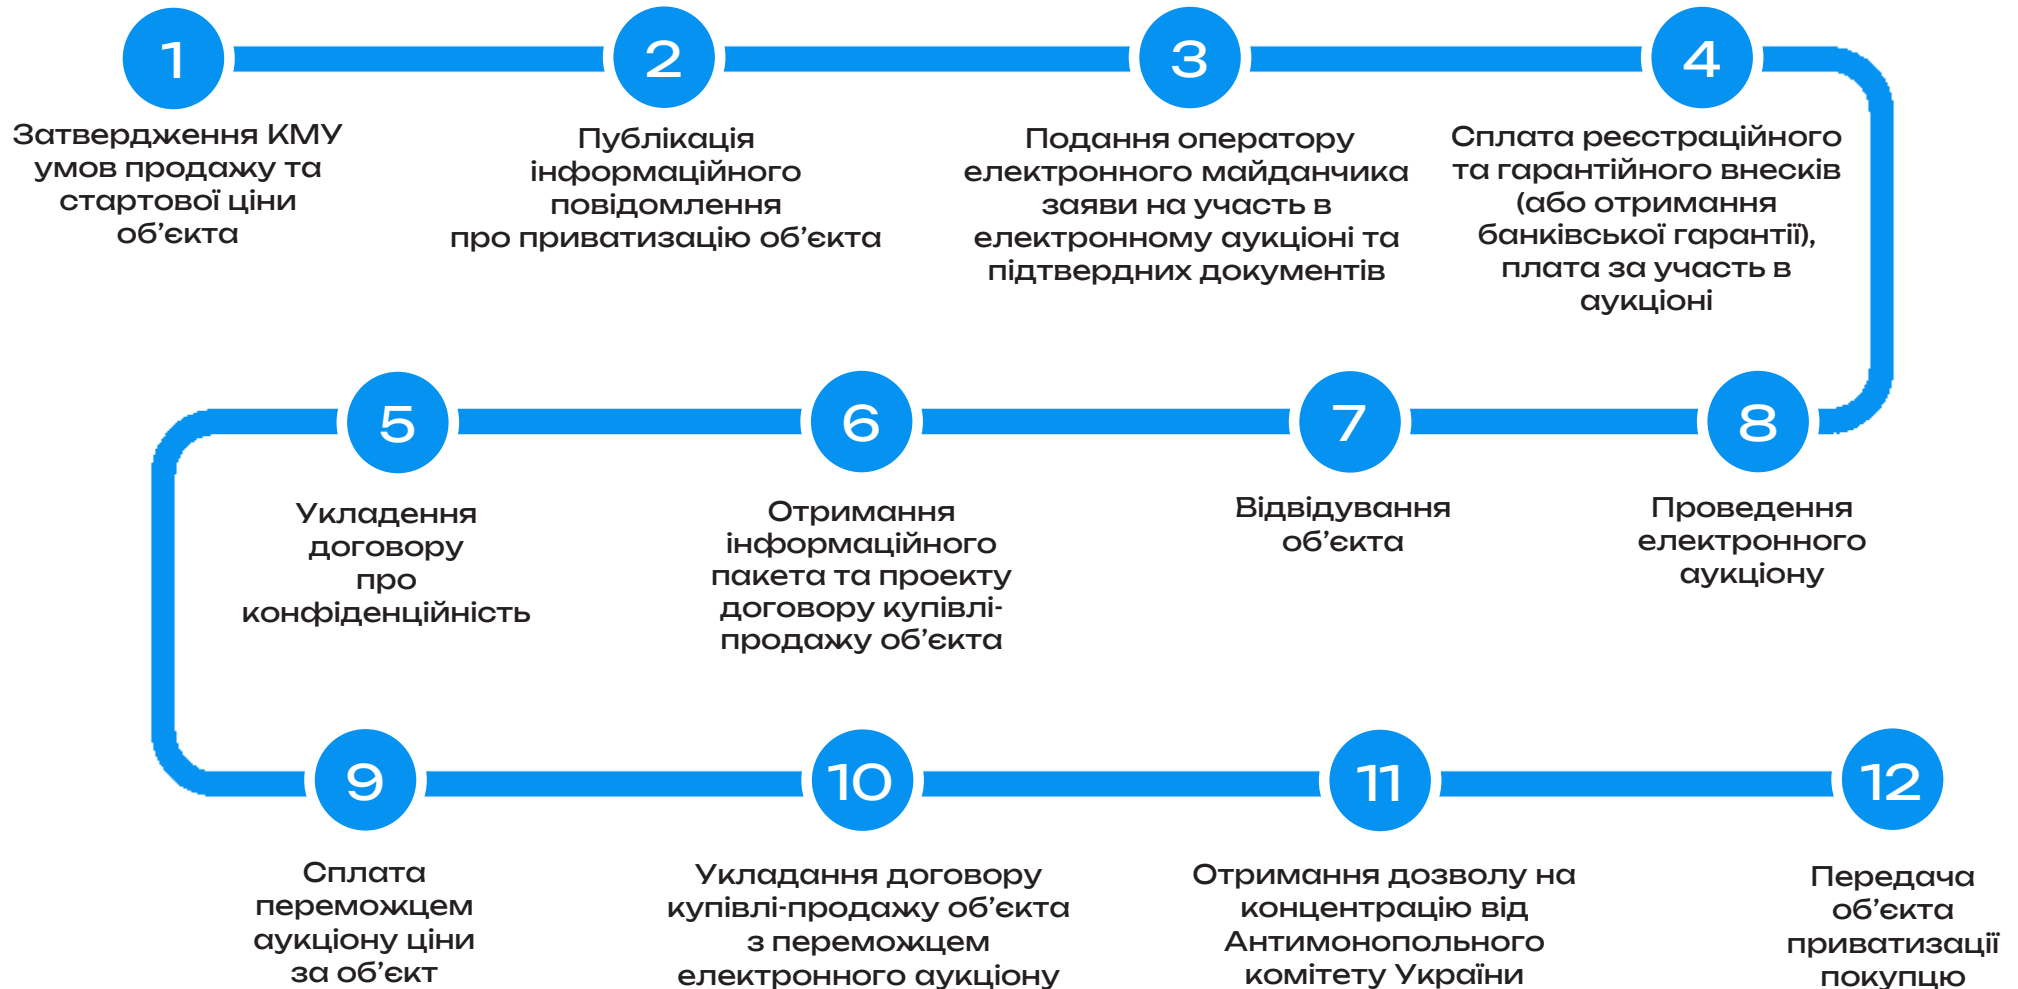 1
Затвердження КМУ
умов продажу та
стартової ціни
об’єкта
2
Публікація
інформаційного
повідомлення
про приватизацію об’єкта
3
Подання оператору
електронного майданчика
заяви на участь в
електронному аукціоні та
підтвердних документів
4
Сплата реєстраційного
та гарантійного внесків
(або отримання
банківської гарантії),
плата за участь в
аукціоні
5
Укладення
договору
про
конфіденційність
6
Отримання
інформаційного
пакета та проекту
договору купівлі-
продажу об’єкта
7
Відвідування
об’єкта
8
Проведення
електронного
аукціону
9
Сплата
переможцем
аукціону ціни
за об’єкт
10
Укладання договору
купівлі-продажу об’єкта
з переможцем
електронного аукціону
11
Отримання дозволу на
концентрацію від
Антимонопольного
комітету України
12
Передача
об’єкта
приватизації
покупцю